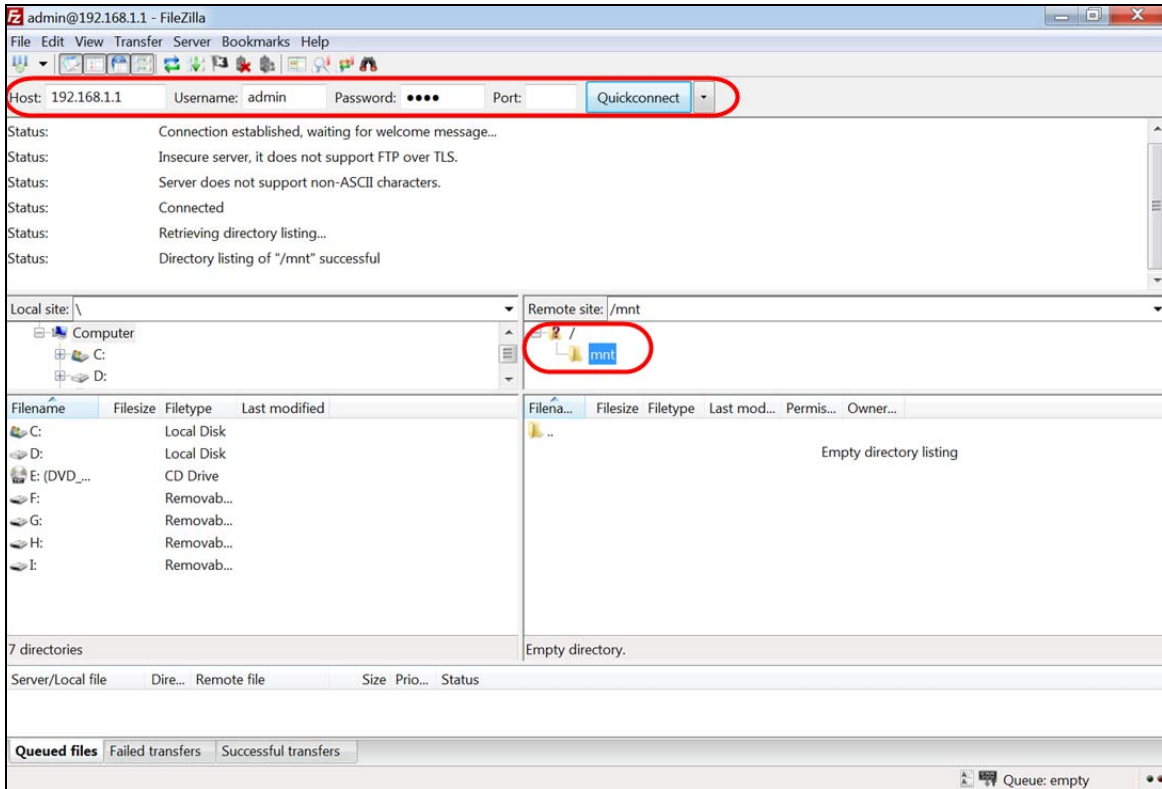 admin@192.168.1.1 - FileZilla
File Edit View Transfer Server Bookmarks Help
Host: 192.168.1.1 Username: admin Password: •••• Port: Quickconnect
Status: Connection established, waiting for welcome message...
Status: Insecure server, it does not support FTP over TLS.
Status: Server does not support non-ASCII characters.
Status: Connected
Status: Retrieving directory listing...
Status: Directory listing of "/mnt" successful
Local site: \
Computer
C:
D:
Remote site: /mnt
/
mnt
Filename Filesize Filetype Last modified
C: Local Disk
D: Local Disk
E: (DVD_... CD Drive
F: Removab...
G: Removab...
H: Removab...
I: Removab...
7 directories
Filena... Filesize Filetype Last mod... Permis... Owner...
..
Empty directory listing
Empty directory.
Server/Local file Dire... Remote file Size Prio... Status
Queued files Failed transfers Successful transfers
Queue: empty